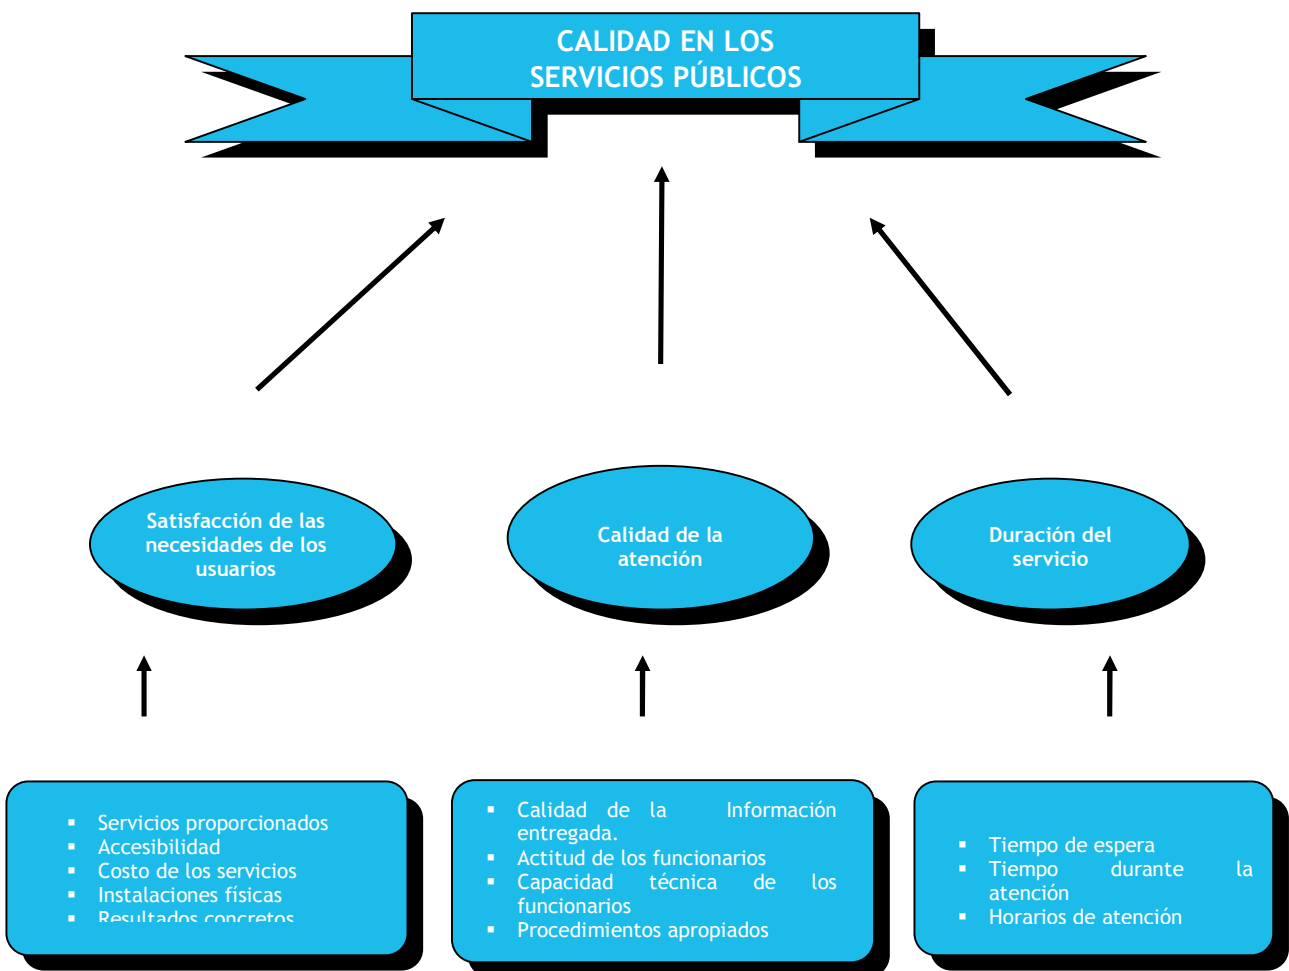 CALIDAD EN LOS
SERVICIOS PÚBLICOS
Satisfacción de las
necesidades de los
usuarios
Calidad de la
atención
Duración del
servicio
▪ Servicios proporcionados
▪ Accesibilidad
▪ Costo de los servicios
▪ Instalaciones físicas
▪ Resultados concretos
▪ Calidad de la Información
entregada.
▪ Actitud de los funcionarios
▪ Capacidad técnica de los
funcionarios
▪ Procedimientos apropiados
▪ Tiempo de espera
▪ Tiempo durante la
atención
▪ Horarios de atención